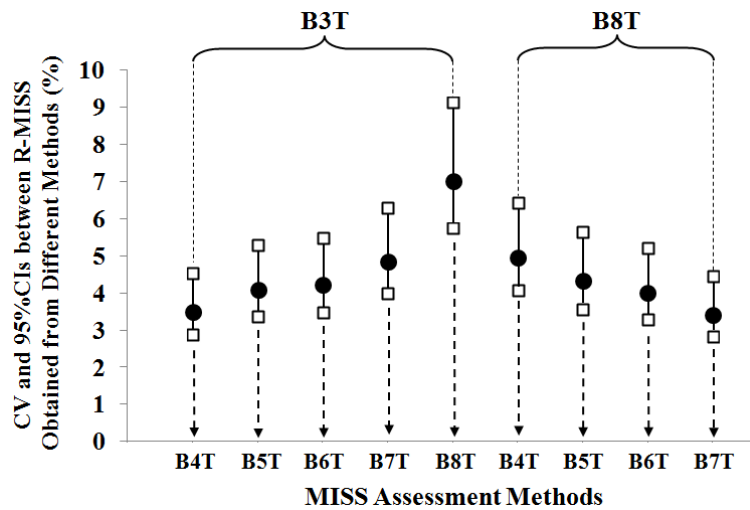 B3T B8T
CV and 95%CIs between R-MISS
Obtained from Different Methods (%)
10
9
8
7
6
5
4
3
2
1
0
B4T B5T B6T B7T B8T B4T B5T B6T B7T
MISS Assessment Methods